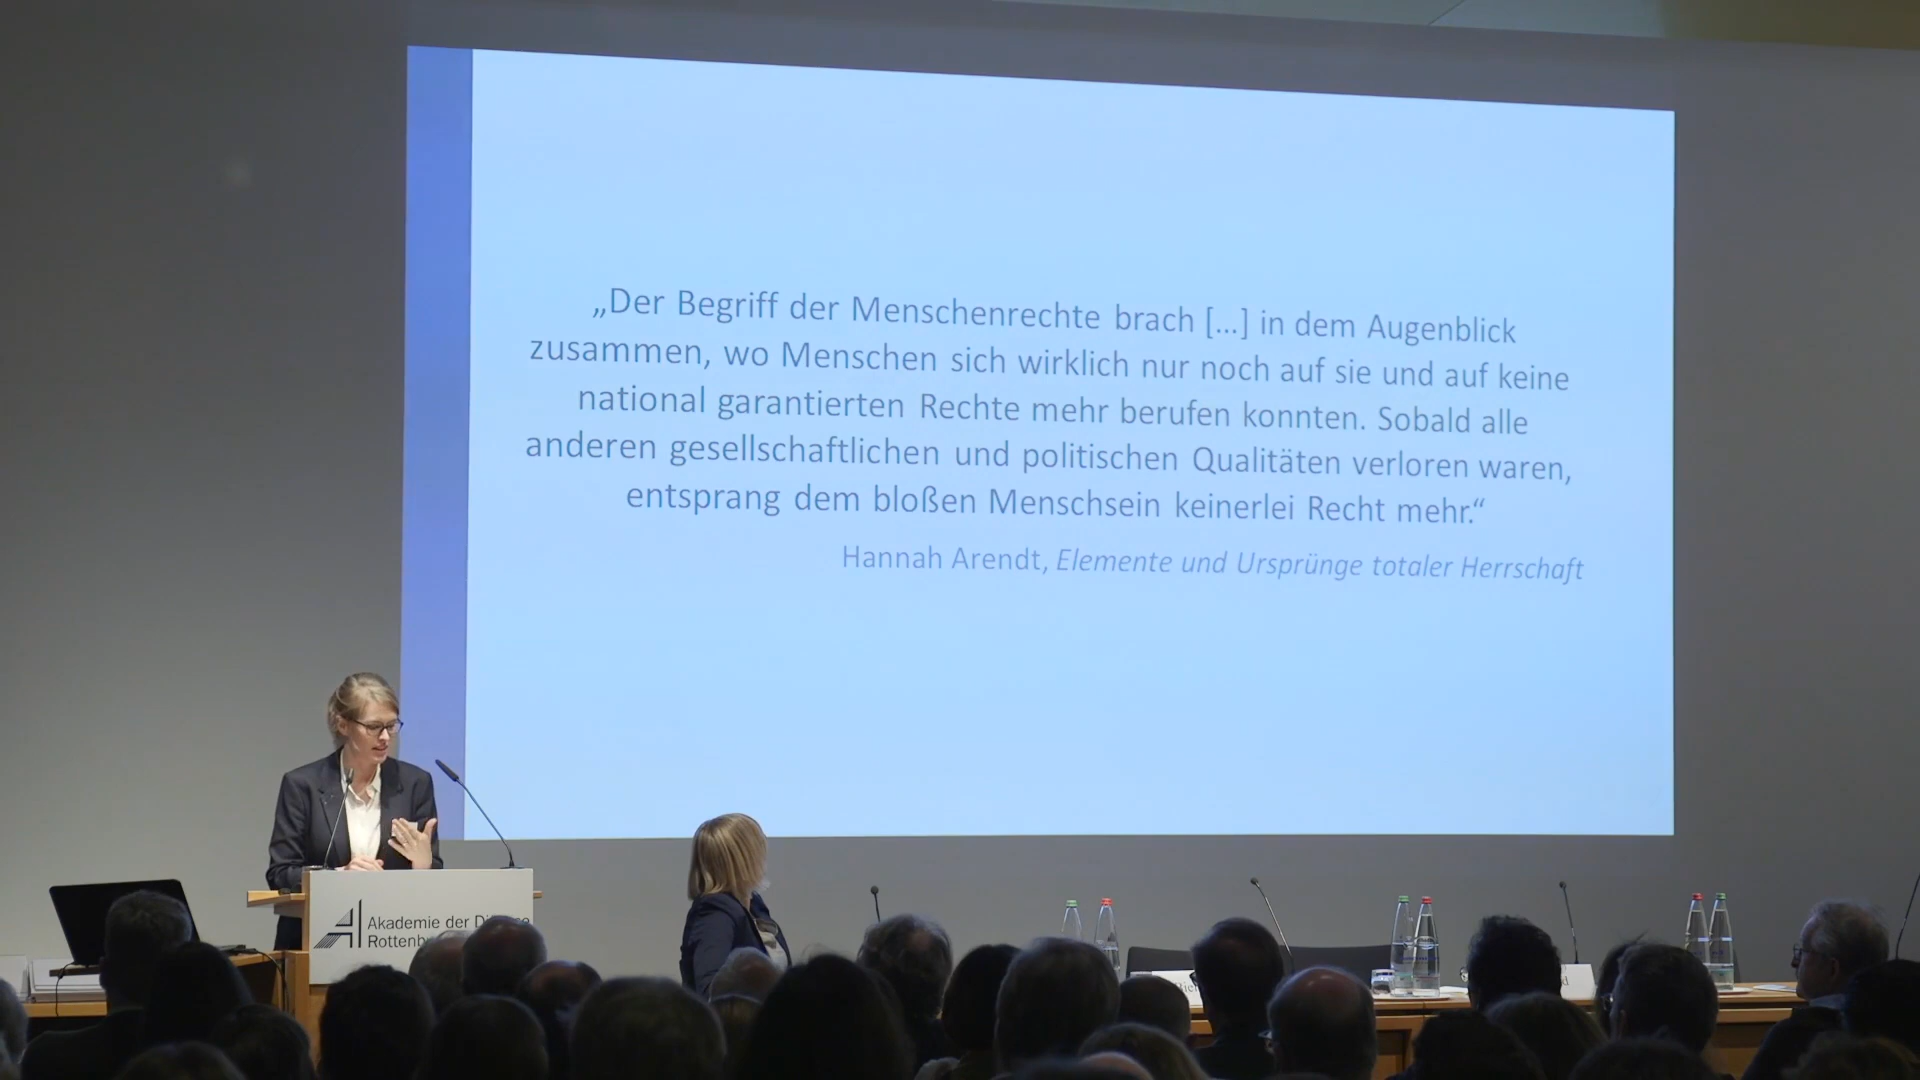 „Der Begriff der Menschenrechte brach [...] in dem Augenblick
zusammen, wo Menschen sich wirklich nur noch auf sie und auf keine
national garantierten Rechte mehr berufen konnten. Sobald alle
anderen gesellschaftlichen und politischen Qualitäten verloren waren,
entsprang dem bloßen Menschsein keinerlei Recht mehr.“
Hannah Arendt, Elemente und Ursprünge totaler Herrschaft
Akademie der